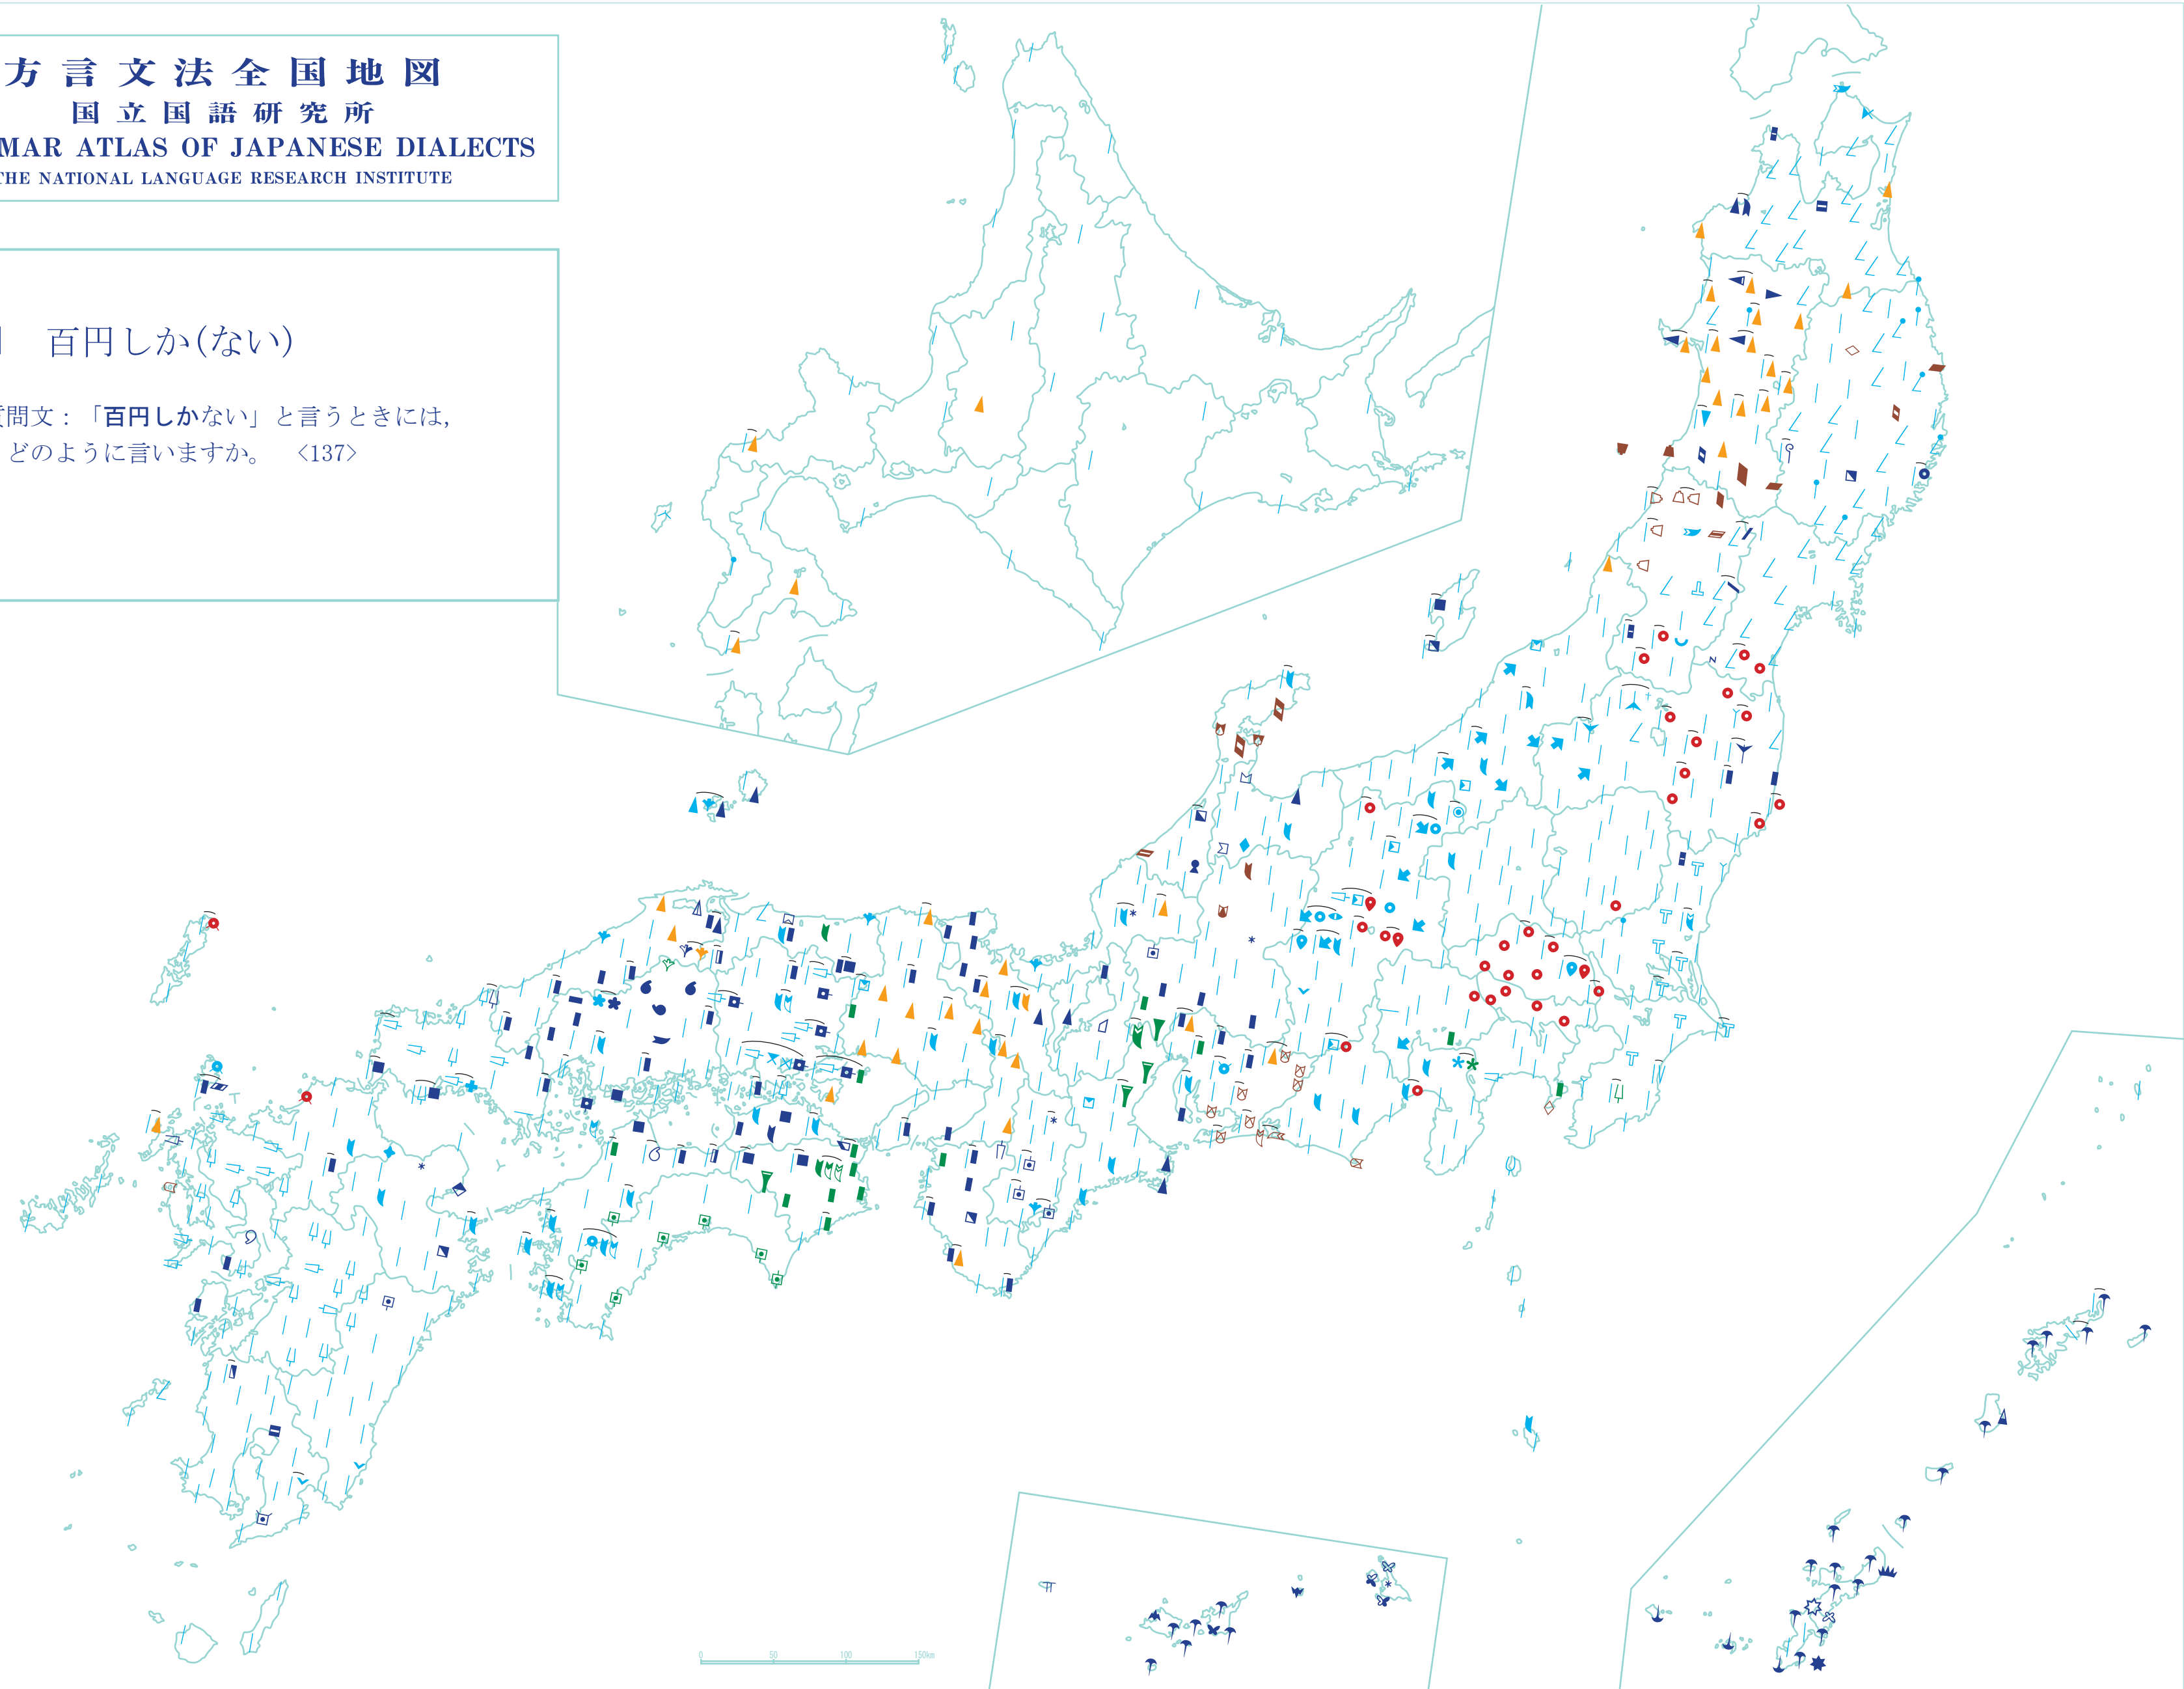 方言文法全国地図
国立国語研究所
MAR ATLAS OF JAPANESE DIALECTS
THE NATIONAL LANGUAGE RESEARCH INSTITUTE
百円しか(ない)
質問文：「百円しかない」と言うときには，
どのように言いますか。 〈137〉
0 50 100 150km